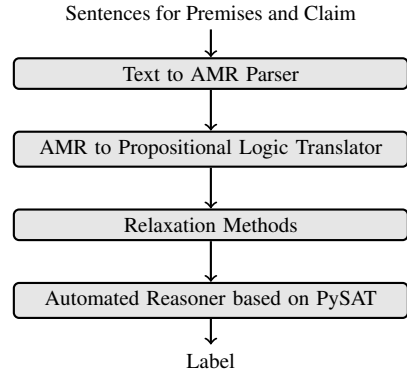 Sentences for Premises and Claim
Text to AMR Parser
AMR to Propositional Logic Translator
Relaxation Methods
Automated Reasoner based on PySAT
Label